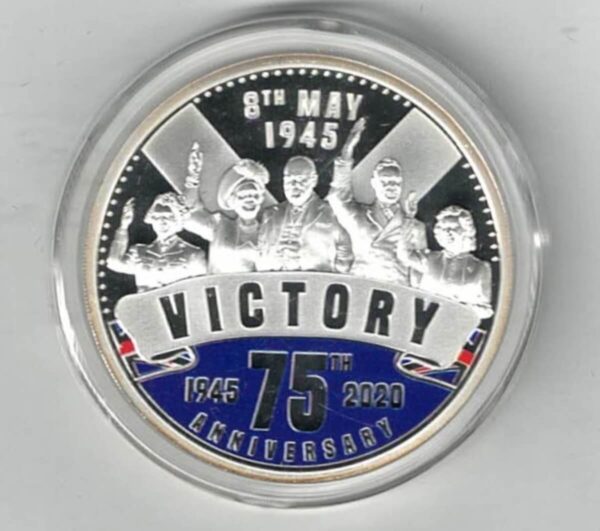 8TH MAY
1945
VICTORY
75TH
1945 2020
ANNIVERSARY